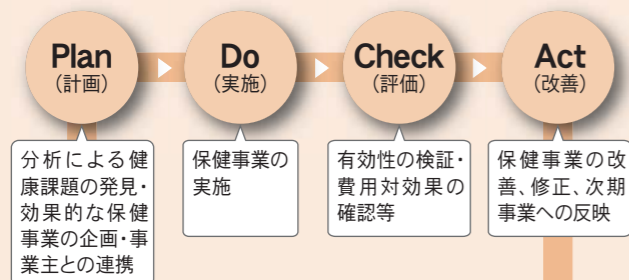 Plan
(計画)
Do
(実施)
Check
(評価)
Act
(改善)
分析による健
康課題の発見・
効果的な保健
事業の企画・事
業主との連携
保健事業の
実施
有効性の検証・
費用対効果の
確認等
保健事業の改
善、修正、次期
事業への反映